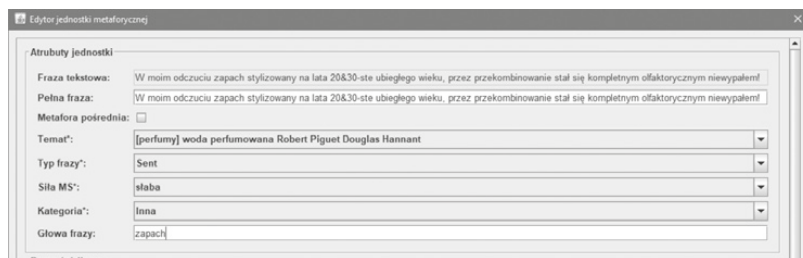 Edytor jednostki metaforycznej
Atrubuty jednostki
Fraza tekstowa: W moim odczuciu zapach stylizowany na lata 20&30-ste ubiegłego wieku, przez przekombinowanie stał się kompletnym olfaktorycznym niewypałem!
Pełna fraza: W moim odczuciu zapach stylizowany na lata 20&30-ste ubiegłego wieku, przez przekombinowanie stał się kompletnym olfaktorycznym niewypałem!
Metafora pośrednia:
Temat*: [perfumy] woda perfumowana Robert Piguet Douglas Hannant
Typ frazy*: Sent
Siła MS*: słaba
Kategoria*: Inna
Głowa frazy: zapach